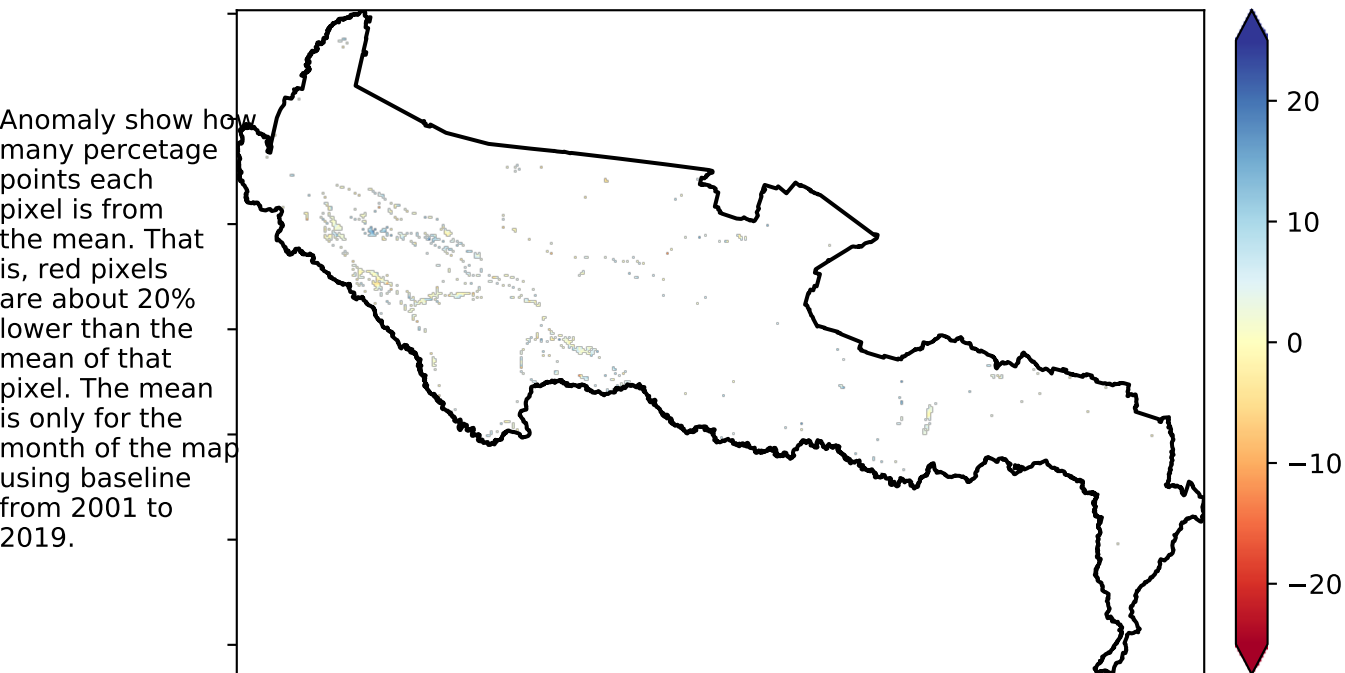 Anomaly show how
many percetage
points each
pixel is from
the mean. That
is, red pixels
are about 20%
lower than the
mean of that
pixel. The mean
is only for the
month of the map
using baseline
from 2001 to
2019.
20
10
0
−10
−20